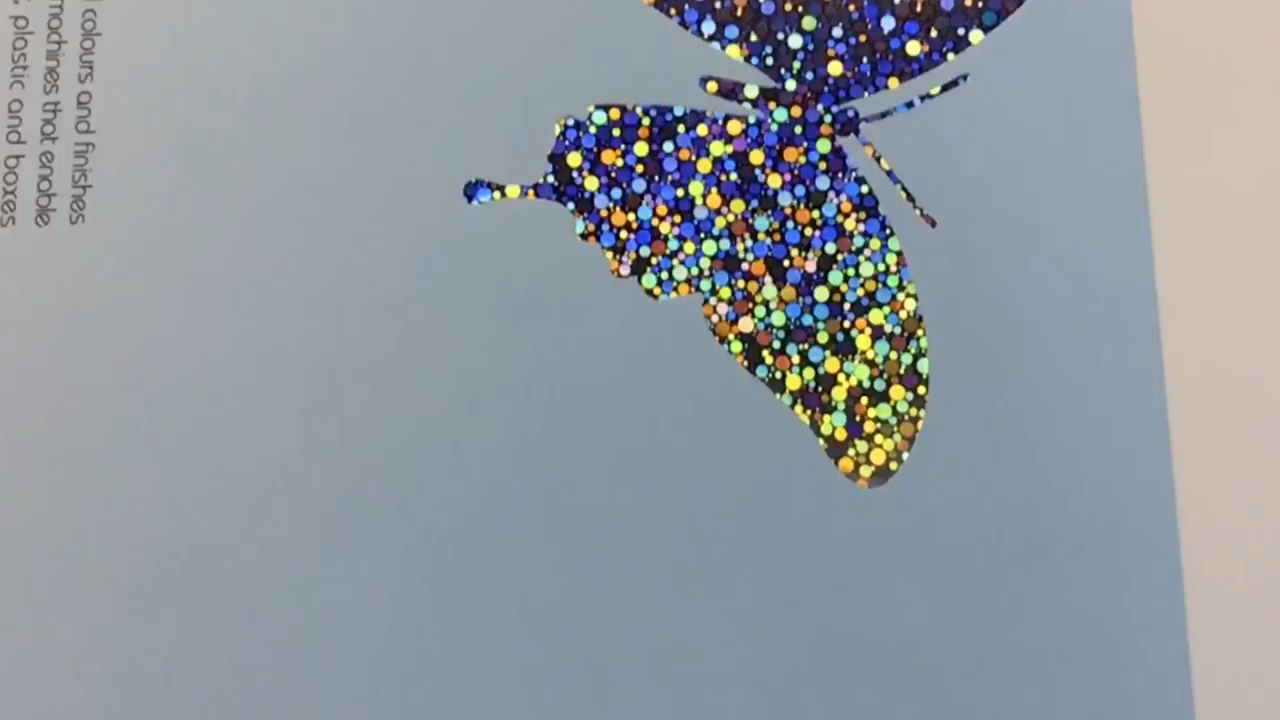 colours and finishes
machines that enable
plastic and boxes